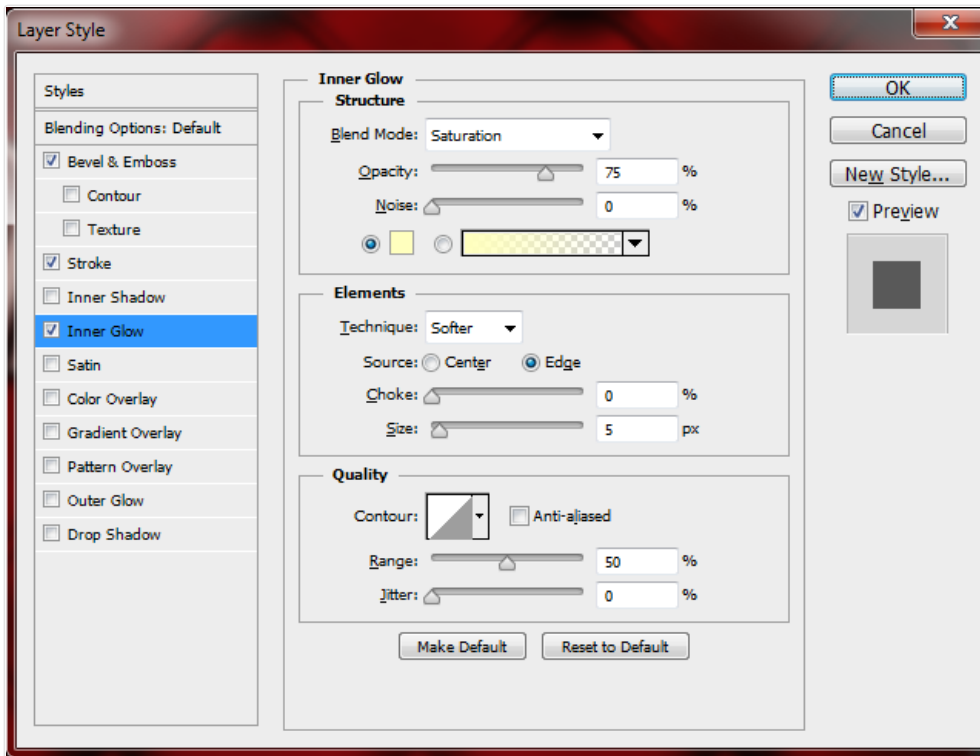 Layer Style
Styles
Blending Options: Default
Bevel & Emboss
Contour
Texture
Stroke
Inner Shadow
Inner Glow
Satin
Color Overlay
Gradient Overlay
Pattern Overlay
Outer Glow
Drop Shadow
Inner Glow
Structure
Blend Mode: Saturation
Opacity: 75 %
Noise: 0 %
Elements
Technique: Softer
Source: Center Edge
Choke: 0 %
Size: 5 px
Quality
Contour: Anti-aliased
Range: 50 %
Jitter: 0 %
Make Default Reset to Default
OK
Cancel
New Style...
Preview